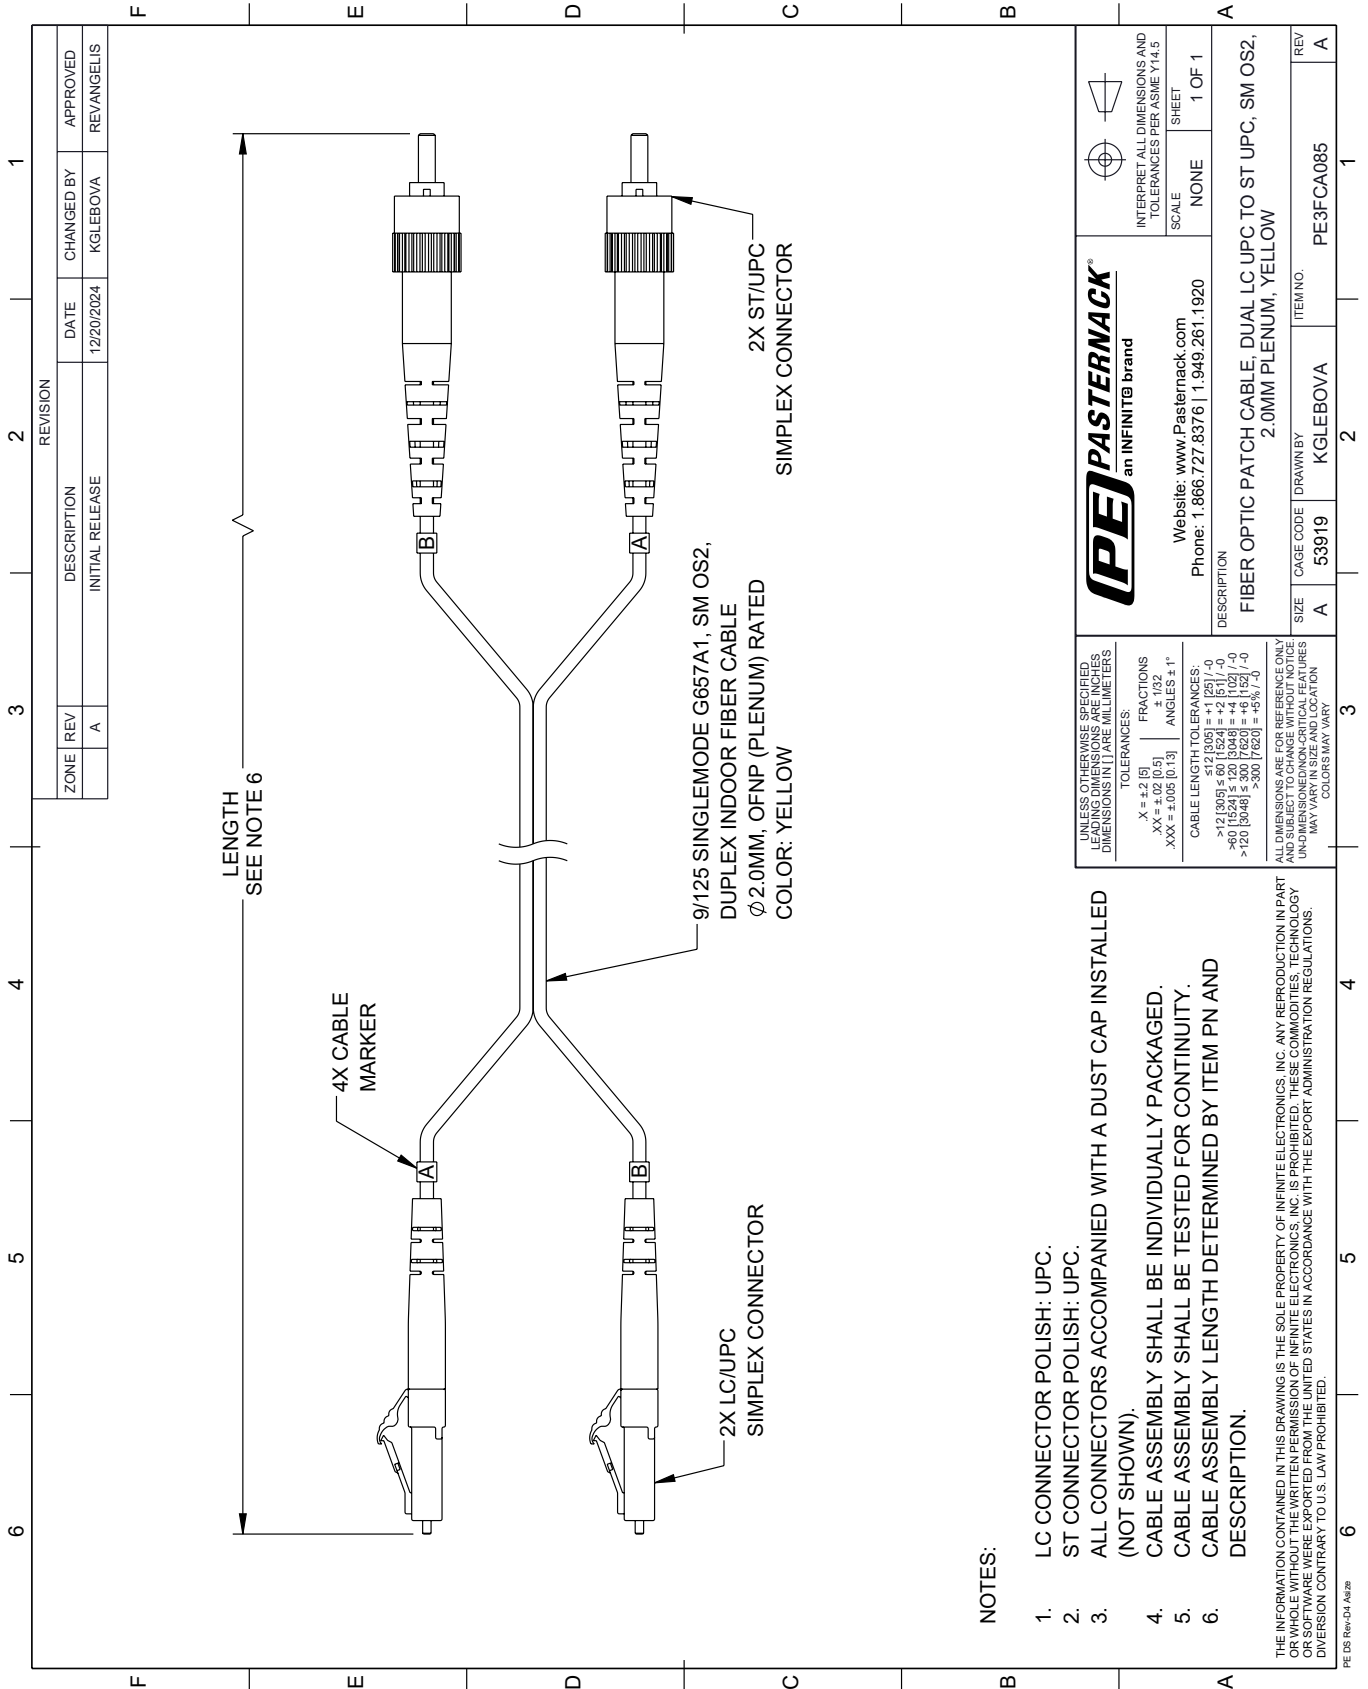 REVISION
ZONE REV DESCRIPTION DATE CHANGED BY APPROVED
A INITIAL RELEASE 12/20/2024 KGLEBOVA REVANGELIS
6 5 4 3 2 1
F
E
D
C
B
A
LENGTH
SEE NOTE 6
4X CABLE
MARKER
A
B
B
A
2X LC/UPC
SIMPLEX CONNECTOR
9/125 SINGLEMODE G657A1, SM OS2,
DUPLEX INDOOR FIBER CABLE
Ø 2.0MM, OFNP (PLENUM) RATED
COLOR: YELLOW
2X ST/UPC
SIMPLEX CONNECTOR
NOTES:
1. LC CONNECTOR POLISH: UPC.
2. ST CONNECTOR POLISH: UPC.
3. ALL CONNECTORS ACCOMPANIED WITH A DUST CAP INSTALLED
(NOT SHOWN).
4. CABLE ASSEMBLY SHALL BE INDIVIDUALLY PACKAGED.
5. CABLE ASSEMBLY SHALL BE TESTED FOR CONTINUITY.
6. CABLE ASSEMBLY LENGTH DETERMINED BY ITEM PN AND
DESCRIPTION.
THE INFORMATION CONTAINED IN THIS DRAWING IS THE SOLE PROPERTY OF INFINITE ELECTRONICS, INC. ANY REPRODUCTION IN PART
OR WHOLE WITHOUT THE WRITTEN PERMISSION OF INFINITE ELECTRONICS, INC. IS PROHIBITED. THESE COMMODITIES, TECHNOLOGY
OR SOFTWARE WERE EXPORTED FROM THE UNITED STATES IN ACCORDANCE WITH THE EXPORT ADMINISTRATION REGULATIONS.
DIVERSION CONTRARY TO U.S. LAW PROHIBITED.
UNLESS OTHERWISE SPECIFIED
LEADING DIMENSIONS ARE INCHES
DIMENSIONS IN [ ] ARE MILLIMETERS
TOLERANCES:
.X = ±.2 [5] FRACTIONS
.XX = ±.02 [0.5] ± 1/32
.XXX = ±.005 [0.13] ANGLES ± 1°
CABLE LENGTH TOLERANCES:
≤12 [305] = +1 [25] / -0
>12 [305] ≤ 60 [1524] = +2 [51] / -0
>60 [1524] ≤ 120 [3048] = +4 [102] / -0
>120 [3048] ≤ 300 [7620] = +6 [152] / -0
>300 [7620] = +5% / -0
ALL DIMENSIONS ARE FOR REFERENCE ONLY
AND SUBJECT TO CHANGE WITHOUT NOTICE.
UN-DIMENSIONED/NON-CRITICAL FEATURES
MAY VARY IN SIZE AND LOCATION
COLORS MAY VARY
PE PASTERNACK®
an INFINIT@ brand
Website: www.Pasternack.com
Phone: 1.866.727.8376 | 1.949.261.1920
INTERPRET ALL DIMENSIONS AND
TOLERANCES PER ASME Y14.5
SCALE SHEET
NONE 1 OF 1
DESCRIPTION
FIBER OPTIC PATCH CABLE, DUAL LC UPC TO ST UPC, SM OS2,
2.0MM PLENUM, YELLOW
SIZE CAGE CODE DRAWN BY ITEM NO. REV
A 53919 KGLEBOVA PE3FCA085 A
6 5 4 3 2 1
F
E
D
C
B
A
PE DS Rev-D4 Asize